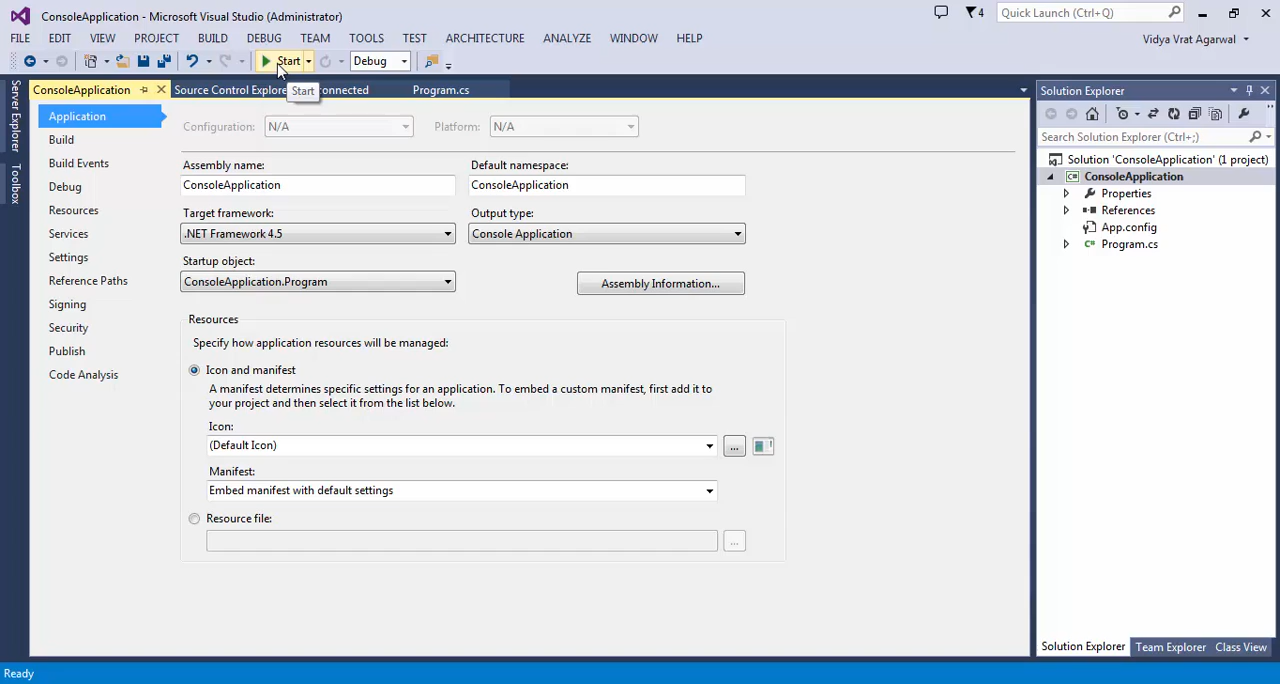 ConsoleApplication - Microsoft Visual Studio (Administrator)
4
Quick Launch (Ctrl+Q)
FILE EDIT VIEW PROJECT BUILD DEBUG TEAM TOOLS TEST ARCHITECTURE ANALYZE WINDOW HELP
Vidya Vrat Agarwal
Start
Debug
Start
ConsoleApplication
Source Control Explore
connected
Program.cs
Server Explorer
Toolbox
Application
Build
Build Events
Debug
Resources
Services
Settings
Reference Paths
Signing
Security
Publish
Code Analysis
Configuration: N/A
Platform: N/A
Assembly name:
ConsoleApplication
Default namespace:
ConsoleApplication
Target framework:
.NET Framework 4.5
Output type:
Console Application
Startup object:
ConsoleApplication.Program
Assembly Information...
Resources
Specify how application resources will be managed:
Icon and manifest
A manifest determines specific settings for an application. To embed a custom manifest, first add it to
your project and then select it from the list below.
Icon:
(Default Icon)
...
Manifest:
Embed manifest with default settings
Resource file:
...
Solution Explorer
Search Solution Explorer (Ctrl+;)
Solution 'ConsoleApplication' (1 project)
ConsoleApplication
Properties
References
App.config
Program.cs
Solution Explorer Team Explorer Class View
Ready